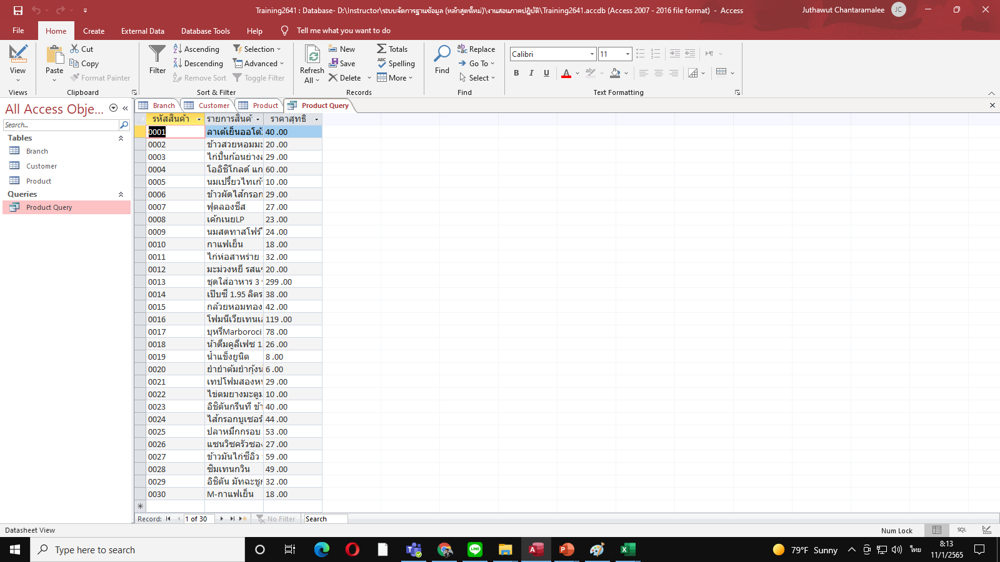 Training2641 : Database- D:\Instructor\ระบบจัดการฐานข้อมูล (หลักสูตรใหม่)\งานสอนภาคปฏิบัติ\Training2641.accdb (Access 2007 - 2016 file format) - Access
Juthawut Chantaramalee JC
File Home Create External Data Database Tools Help Tell me what you want to do
Cut Ascending Selection New Totals Replace Calibri 11
View Paste Copy Filter Descending Advanced Refresh All Save Spelling Find Go To
Format Painter Remove Sort Toggle Filter Delete More Select B I U
Views Clipboard Sort & Filter Records Find Text Formatting
All Access Obje...
Search...
Tables
Branch
Customer
Product
Queries
Product Query
Branch Customer Product Product Query
รหัสสินค้า รายการสินค้ ราคาสุทธิ
0001 ลาเต้เย็นออโต้ 40 .00
0002 ข้าวสวยหอมมะ 20 .00
0003 ไก่ปั้นก้อนย่าง 29 .00
0004 โออิชิโกลด์ แก 60 .00
0005 นมเปรี้ยวไทเก้ 10 .00
0006 ข้าวผัดไส้กรอก 29 .00
0007 ฟุตลองชีส 27 .00
0008 เค้กเนยLP 23 .00
0009 นมสดทาสโฟร์ 24 .00
0010 กาแฟเย็น 18 .00
0011 ไก่ห่อสาหร่าย 32 .00
0012 มะม่วงหยี รสแ 20 .00
0013 ชุดใส่อาหาร 3 299 .00
0014 เป๊บซี่ 1.95 ลิตร 38 .00
0015 กล้วยหอมทอง 42 .00
0016 โฟมนีเวียเทน 119 .00
0017 บุหรี่Marboroci 78 .00
0018 น้ำดื่มคูลีเฟซ 1. 26 .00
0019 น้ำแข็งยูนิต 8 .00
0020 ยำยำต้มยำกุ้งน 6 .00
0021 เทปโฟมสองห 29 .00
0022 ไข่ตมยางมะตูม 10 .00
0023 อิชิตันกรีนที ข้า 40 .00
0024 ไส้กรอกบูเซอร์ 44 .00
0025 ปลาหมึกกรอบ 53 .00
0026 แซนวิชครัวซอง 27 .00
0027 ข้าวมันไก่ซีอิ๊ว 59 .00
0028 ซิมเทนกวิน 49 .00
0029 อิชิตัน มัทฉะชู 32 .00
0030 M-กาแฟเย็น 18 .00
Record: 1 of 30 No Filter Search
Datasheet View Num Lock SQL
Type here to search 79°F Sunny ไทย 8:13
11/1/2565